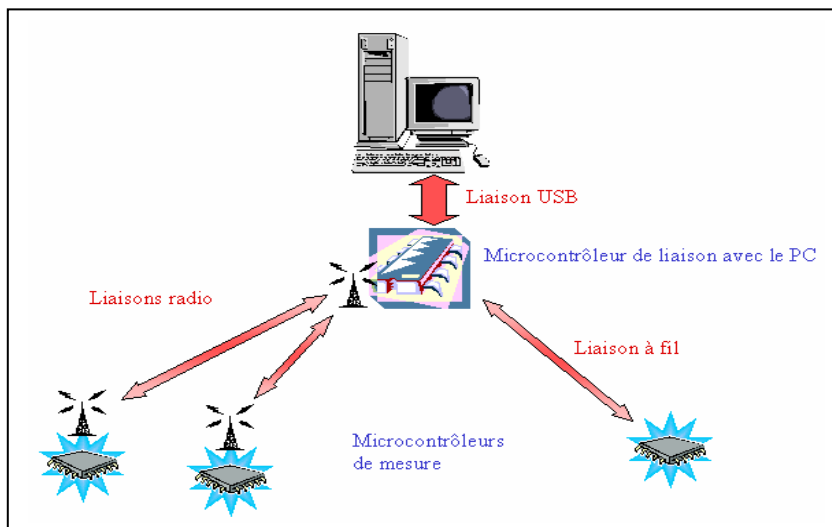 Liaison USB
Microcontrôleur de liaison avec le PC
Liaisons radio
Liaison à fil
Microcontrôleurs
de mesure